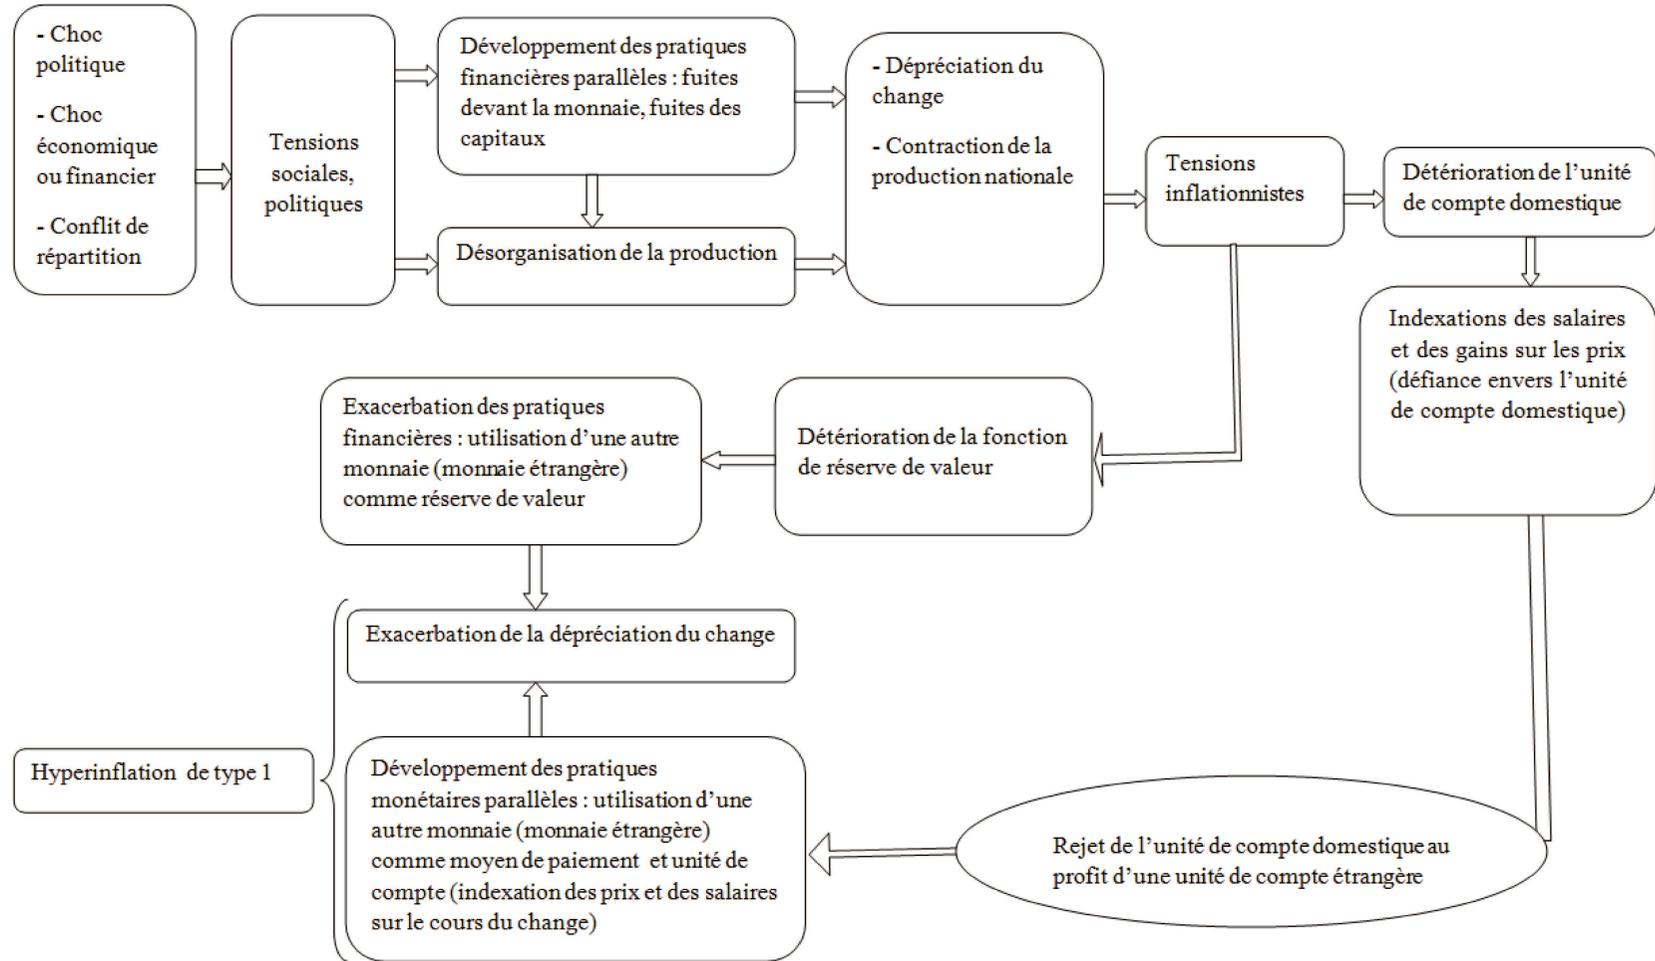 - Choc
politique
- Choc
économique
ou financier
- Conflit de
répartition
Tensions
sociales,
politiques
Développement des pratiques
financières parallèles : fuites
devant la monnaie, fuites des
capitaux
Désorganisation de la production
- Dépréciation du
change
- Contraction de la
production nationale
Tensions
inflationnistes
Détérioration de l’unité
de compte domestique
Indexations des salaires
et des gains sur les prix
(défiance envers l’unité
de compte domestique)
Exacerbation des pratiques
financières : utilisation d’une autre
monnaie (monnaie étrangère)
comme réserve de valeur
Détérioration de la fonction
de réserve de valeur
Exacerbation de la dépréciation du change
Hyperinflation de type 1
Développement des pratiques
monétaires parallèles : utilisation d’une
autre monnaie (monnaie étrangère)
comme moyen de paiement et unité de
compte (indexation des prix et des salaires
sur le cours du change)
Rejet de l’unité de compte domestique au
profit d’une unité de compte étrangère